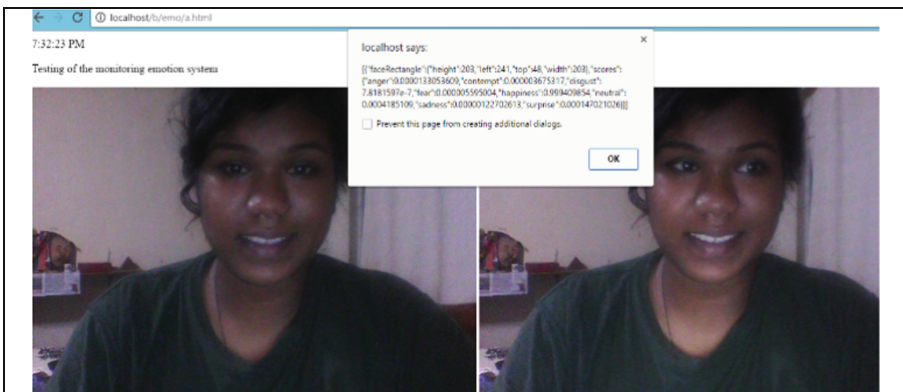 localhost/b/emo/a.html
7:32:23 PM
Testing of the monitoring emotion system
localhost says:
[{"faceRectangle":{"height":203,"left":241,"top":48,"width":203},"scores":
{"anger":0.0000133053609,"contempt":0.000003675317,"disgust":
7.8181597e-7,"fear":0.000005595004,"happiness":0.999409854,"neutral":
0.0004185109,"sadness":0.00000122702613,"surprise":0.000147021026}}]
Prevent this page from creating additional dialogs.
OK